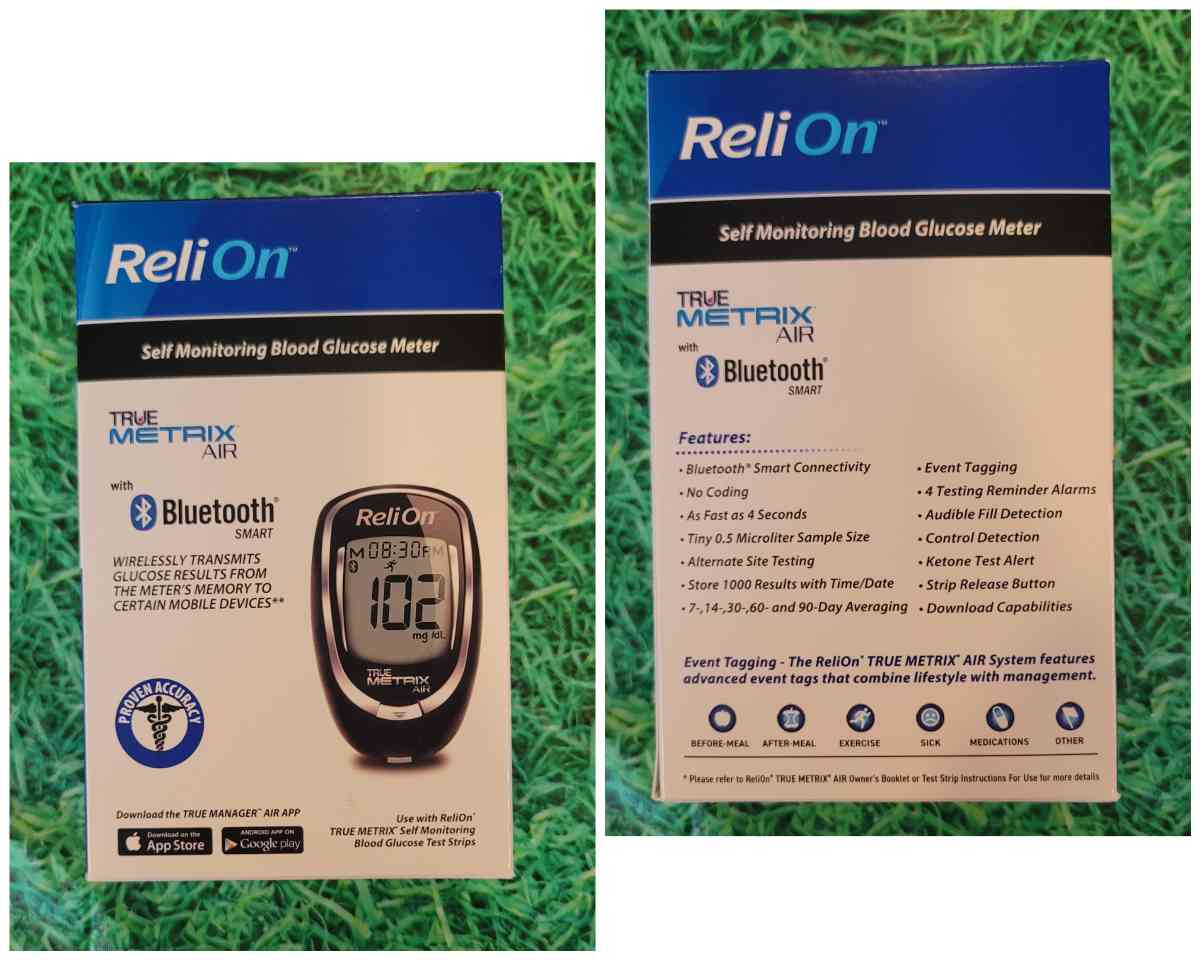 ReliOn™
Self Monitoring Blood Glucose Meter
TRUE
METRIX™
AIR
with
Bluetooth®
SMART
WIRELESSLY TRANSMITS
GLUCOSE RESULTS FROM
THE METER'S MEMORY TO
CERTAIN MOBILE DEVICES**
ReliOn™
M 08:30 PM
102
mg/dL
TRUE
METRIX
AIR
PROVEN ACCURACY
Download the TRUE MANAGER™ AIR APP
Download on the
App Store
ANDROID APP ON
Google play
Use with ReliOn®
TRUE METRIX® Self Monitoring
Blood Glucose Test Strips
ReliOn™
Self Monitoring Blood Glucose Meter
TRUE
METRIX™
AIR
with
Bluetooth®
SMART
Features:
• Bluetooth® Smart Connectivity
• No Coding
• As Fast as 4 Seconds
• Tiny 0.5 Microliter Sample Size
• Alternate Site Testing
• Store 1000 Results with Time/Date
• 7-,14-,30-,60- and 90-Day Averaging
• Event Tagging
• 4 Testing Reminder Alarms
• Audible Fill Detection
• Control Detection
• Ketone Test Alert
• Strip Release Button
• Download Capabilities
Event Tagging - The ReliOn® TRUE METRIX® AIR System features
advanced event tags that combine lifestyle with management.
BEFORE-MEAL AFTER-MEAL EXERCISE SICK MEDICATIONS OTHER
* Please refer to ReliOn® TRUE METRIX® AIR Owner's Booklet or Test Strip Instructions For Use for more details